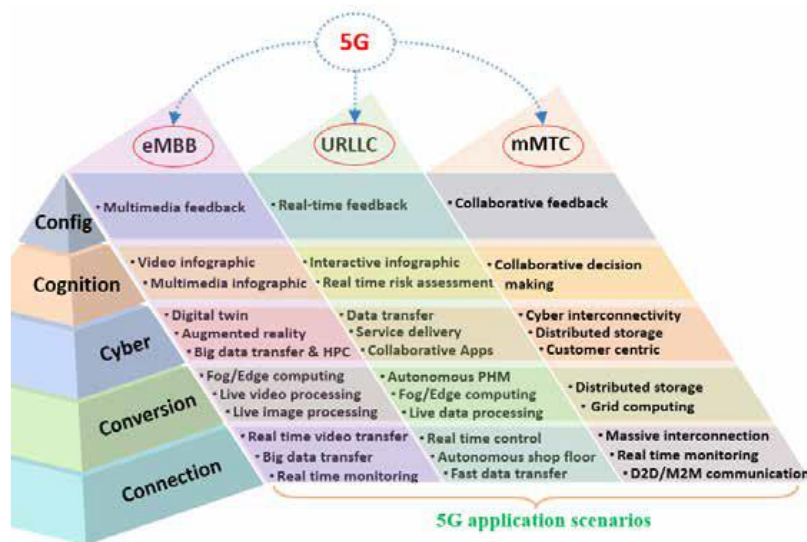 5G
eMBB
URLLC
mMTC
Config
• Multimedia feedback
• Real-time feedback
• Collaborative feedback
Cognition
• Video infographic
• Multimedia infographic
• Interactive infographic
• Real time risk assessment
• Collaborative decision
making
Cyber
• Digital twin
• Augmented reality
• Big data transfer & HPC
• Data transfer
• Service delivery
• Collaborative Apps
• Cyber interconnectivity
• Distributed storage
• Customer centric
Conversion
• Fog/Edge computing
• Live video processing
• Live image processing
• Autonomous PHM
• Fog/Edge computing
• Live data processing
• Distributed storage
• Grid computing
Connection
• Real time video transfer
• Big data transfer
• Real time monitoring
• Real time control
• Autonomous shop floor
• Fast data transfer
• Massive interconnection
• Real time monitoring
• D2D/M2M communication
5G application scenarios